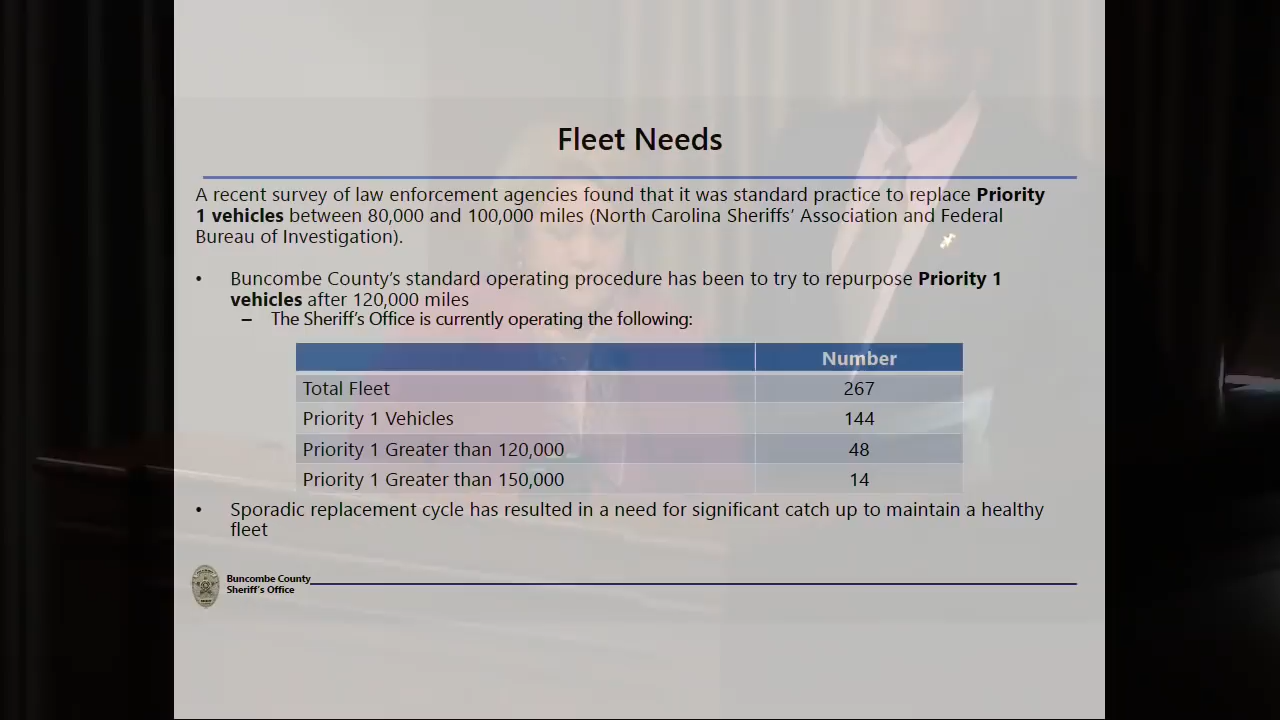 Fleet Needs
A recent survey of law enforcement agencies found that it was standard practice to replace Priority
1 vehicles between 80,000 and 100,000 miles (North Carolina Sheriffs’ Association and Federal
Bureau of Investigation).
• Buncombe County’s standard operating procedure has been to try to repurpose Priority 1
vehicles after 120,000 miles
– The Sheriff’s Office is currently operating the following:
Number
Total Fleet 267
Priority 1 Vehicles 144
Priority 1 Greater than 120,000 48
Priority 1 Greater than 150,000 14
• Sporadic replacement cycle has resulted in a need for significant catch up to maintain a healthy
fleet
Buncombe County
Sheriff’s Office